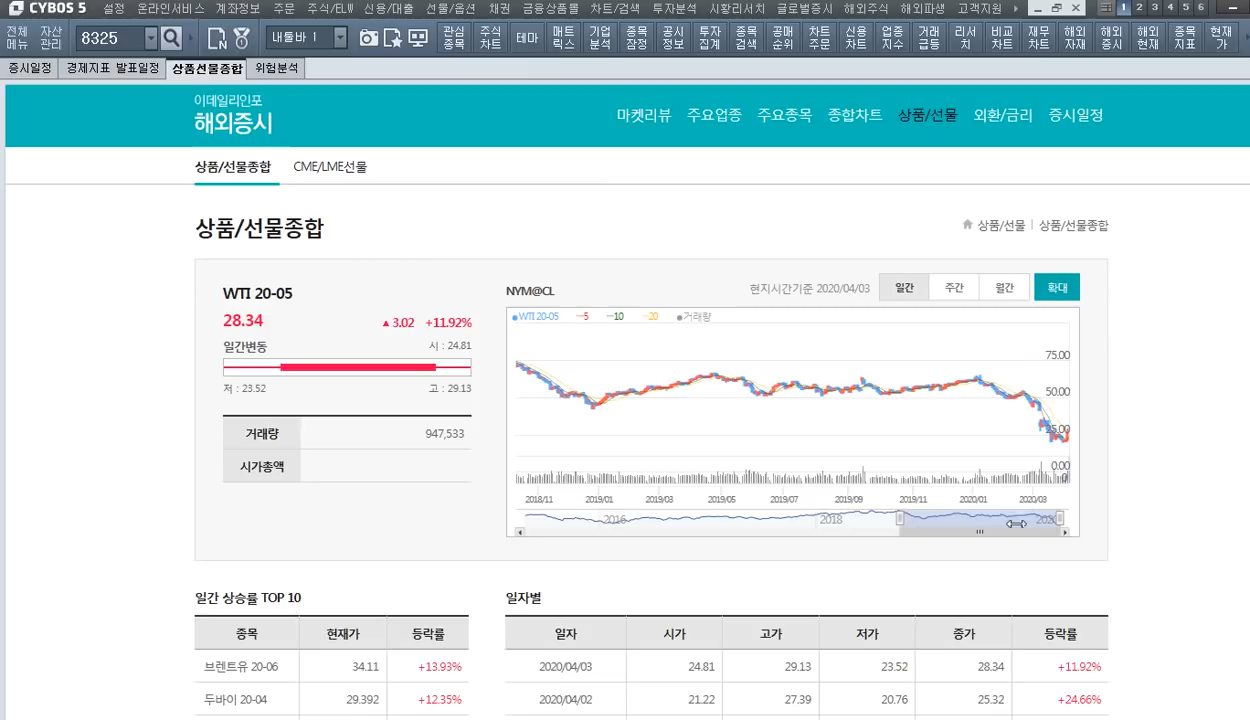 CYBOS 5 설정 온라인서비스 계좌정보 주문 주식/ELW 신용/대출 선물/옵션 채권 금융상품몰 차트/검색 투자분석 시황리서치 글로벌증시 해외주식 해외파생 고객지원 1 2 3 4 5 6
전체메뉴 자산관리 8325 내툴바 1 관심종목 주식차트 테마 매트릭스 기업분석 종목잠정 공시정보 투자집계 종목검색 공매순위 차트주문 신용차트 업종지수 거래급등 리서치 비교차트 재무차트 해외자재 해외증시 해외현재 종목지표 현재가
증시일정 경제지표 발표일정 상품선물종합 위험분석
이데일리인포
해외증시
마켓리뷰 주요업종 주요종목 종합차트 상품/선물 외환/금리 증시일정
상품/선물종합 CME/LME선물
상품/선물종합
상품/선물 | 상품/선물종합
WTI 20-05
28.34 ▲3.02 +11.92%
일간변동 시 : 24.81
저 : 23.52 고 : 29.13
거래량 947,533
시가총액
NYM@CL 현지시간기준 2020/04/03 일간 주간 월간 확대
WTI 20-05 5 10 20 거래량
75.00
50.00
25.00
0.00
0
2018/11 2019/01 2019/03 2019/05 2019/07 2019/09 2019/11 2020/01 2020/03
2016 2018 2020
일간 상승률 TOP 10
종목 현재가 등락률
브렌트유 20-06 34.11 +13.93%
두바이 20-04 29.392 +12.35%
일자별
일자 시가 고가 저가 종가 등락률
2020/04/03 24.81 29.13 23.52 28.34 +11.92%
2020/04/02 21.22 27.39 20.76 25.32 +24.66%